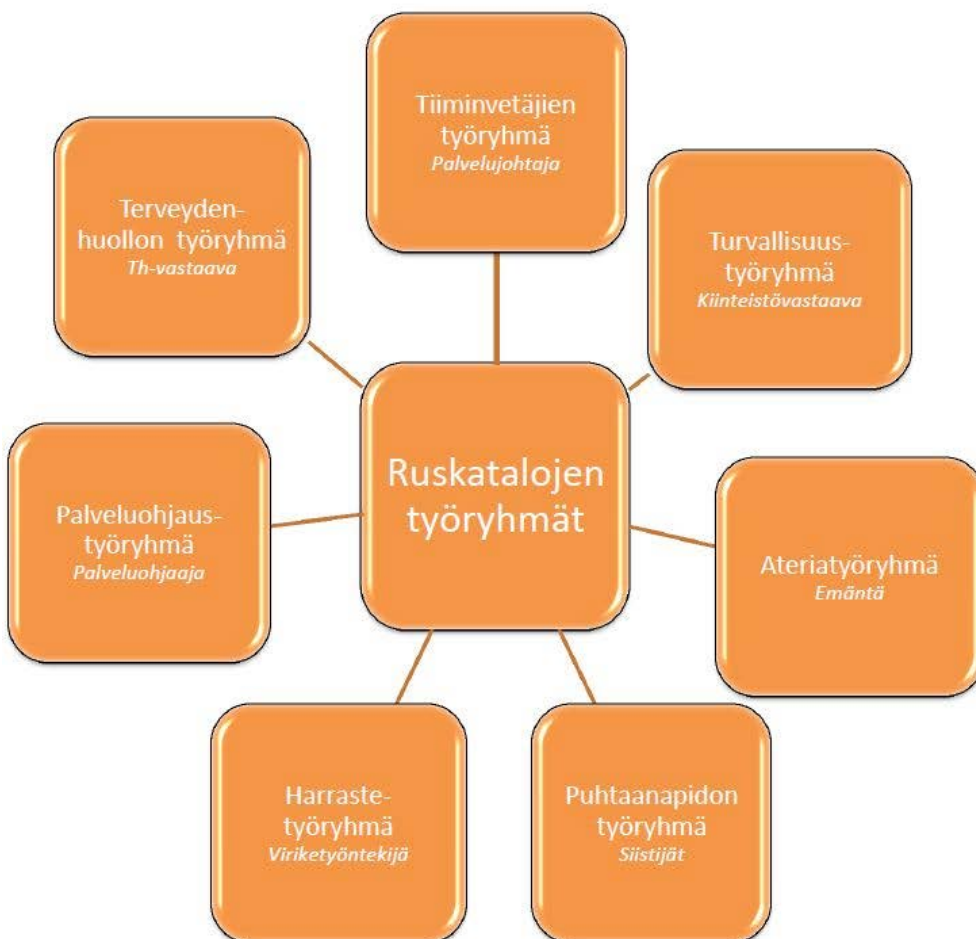 Tiiminvetäjien
työryhmä
Palvelujohtaja
Terveyden-
huollon työryhmä
Th-vastaava
Turvallisuus-
työryhmä
Kiinteistövastaava
Ruskatalojen
työryhmät
Palveluohjaus-
työryhmä
Palveluohjaaja
Ateriatyöryhmä
Emäntä
Harraste-
työryhmä
Viriketyöntekijä
Puhtaanapidon
työryhmä
Siistijät